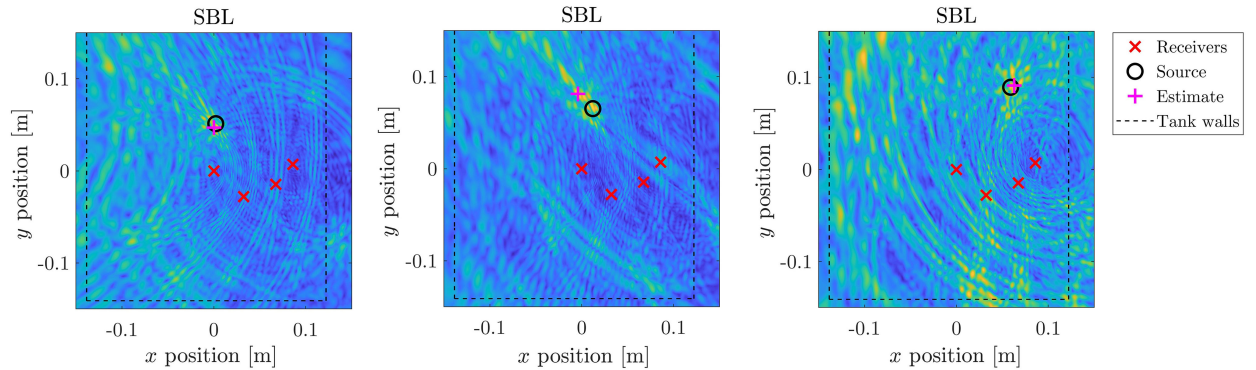 SBL
y position [m]
0.1
0
-0.1
-0.1
0
0.1
x position [m]
SBL
y position [m]
0.1
0
-0.1
-0.1
0
0.1
x position [m]
SBL
y position [m]
0.1
0
-0.1
-0.1
0
0.1
x position [m]
Receivers
Source
Estimate
Tank walls